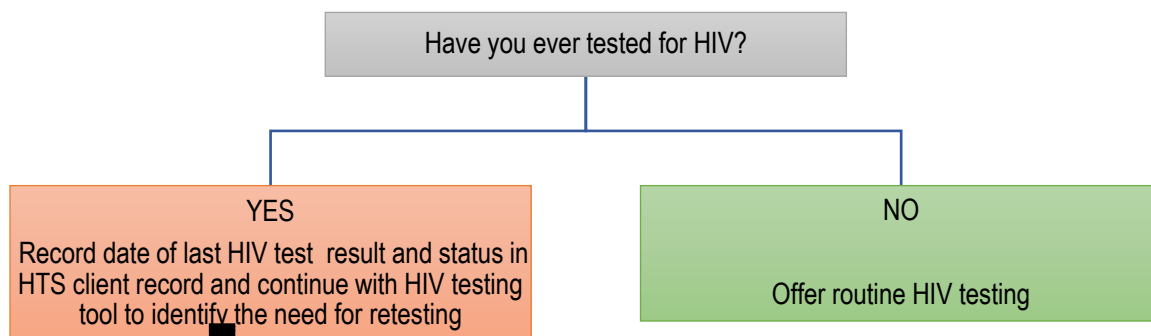 Have you ever tested for HIV?
YES
Record date of last HIV test result and status in
HTS client record and continue with HIV testing
tool to identify the need for retesting
NO
Offer routine HIV testing